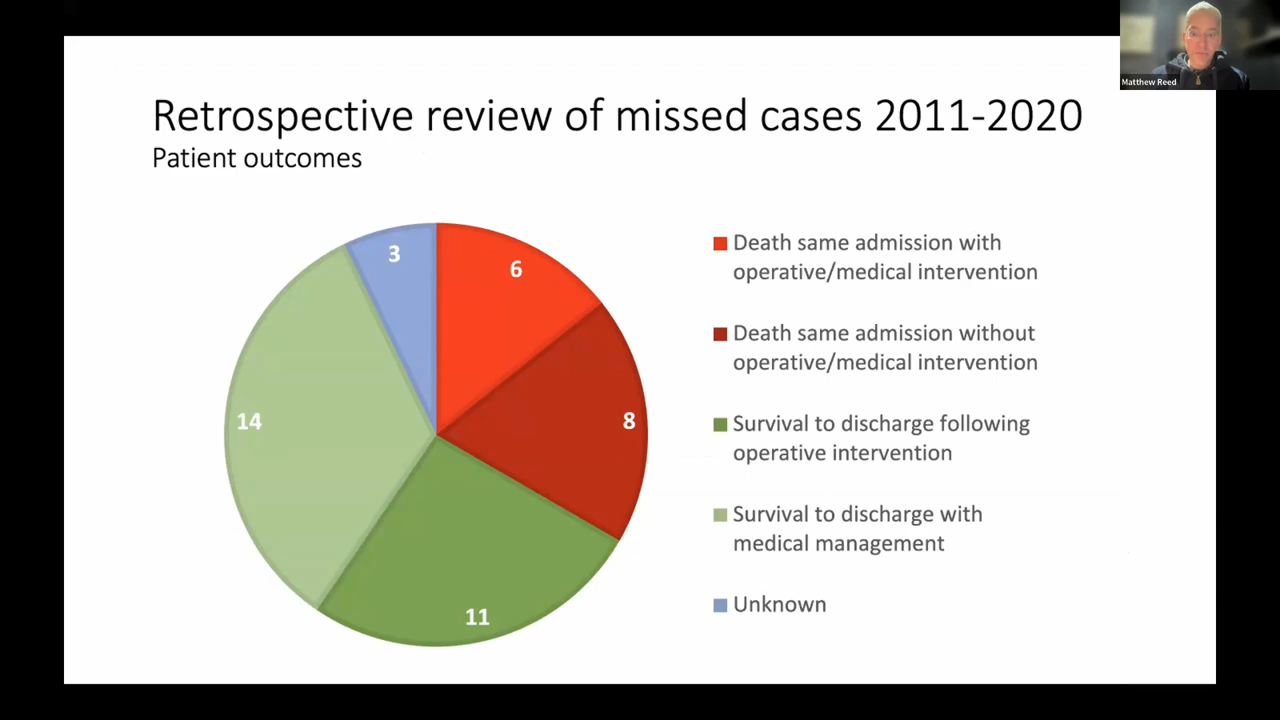 Matthew Reed
Retrospective review of missed cases 2011-2020
Patient outcomes
3
6
14
8
11
Death same admission with
operative/medical intervention
Death same admission without
operative/medical intervention
Survival to discharge following
operative intervention
Survival to discharge with
medical management
Unknown